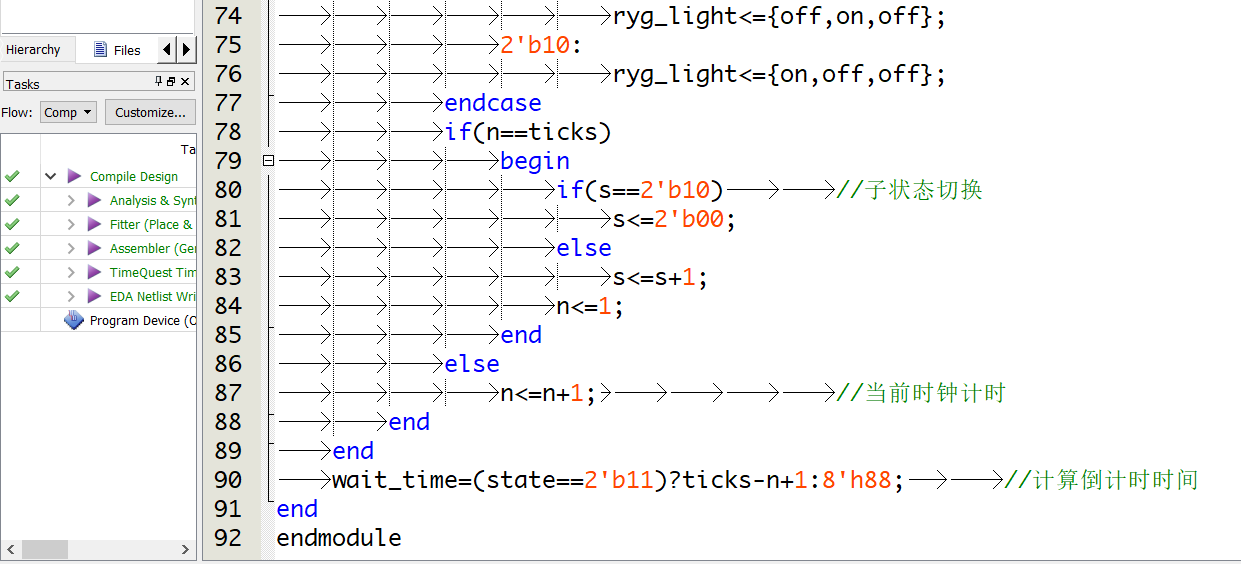 Hierarchy
Files
Tasks
Flow:
Comp
Customize...
Ta
Compile Design
Analysis & Synt
Fitter (Place &
Assembler (Ger
TimeQuest Tim
EDA Netlist Wri
Program Device (O
74 ryg_light<={off,on,off};
75 2'b10:
76 ryg_light<={on,off,off};
77 endcase
78 if(n==ticks)
79 begin
80 if(s==2'b10) //子状态切换
81 s<=2'b00;
82 else
83 s<=s+1;
84 n<=1;
85 end
86 else
87 n<=n+1; //当前时钟计时
88 end
89 end
90 wait_time=(state==2'b11)?ticks-n+1:8'h88; //计算倒计时时间
91 end
92 endmodule